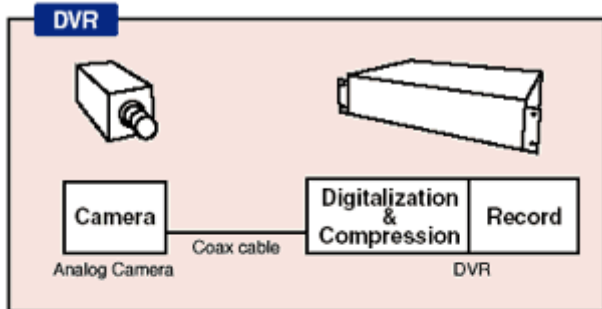 DVR
Camera
Coax cable
Analog Camera
Digitalization
&
Compression
Record
DVR